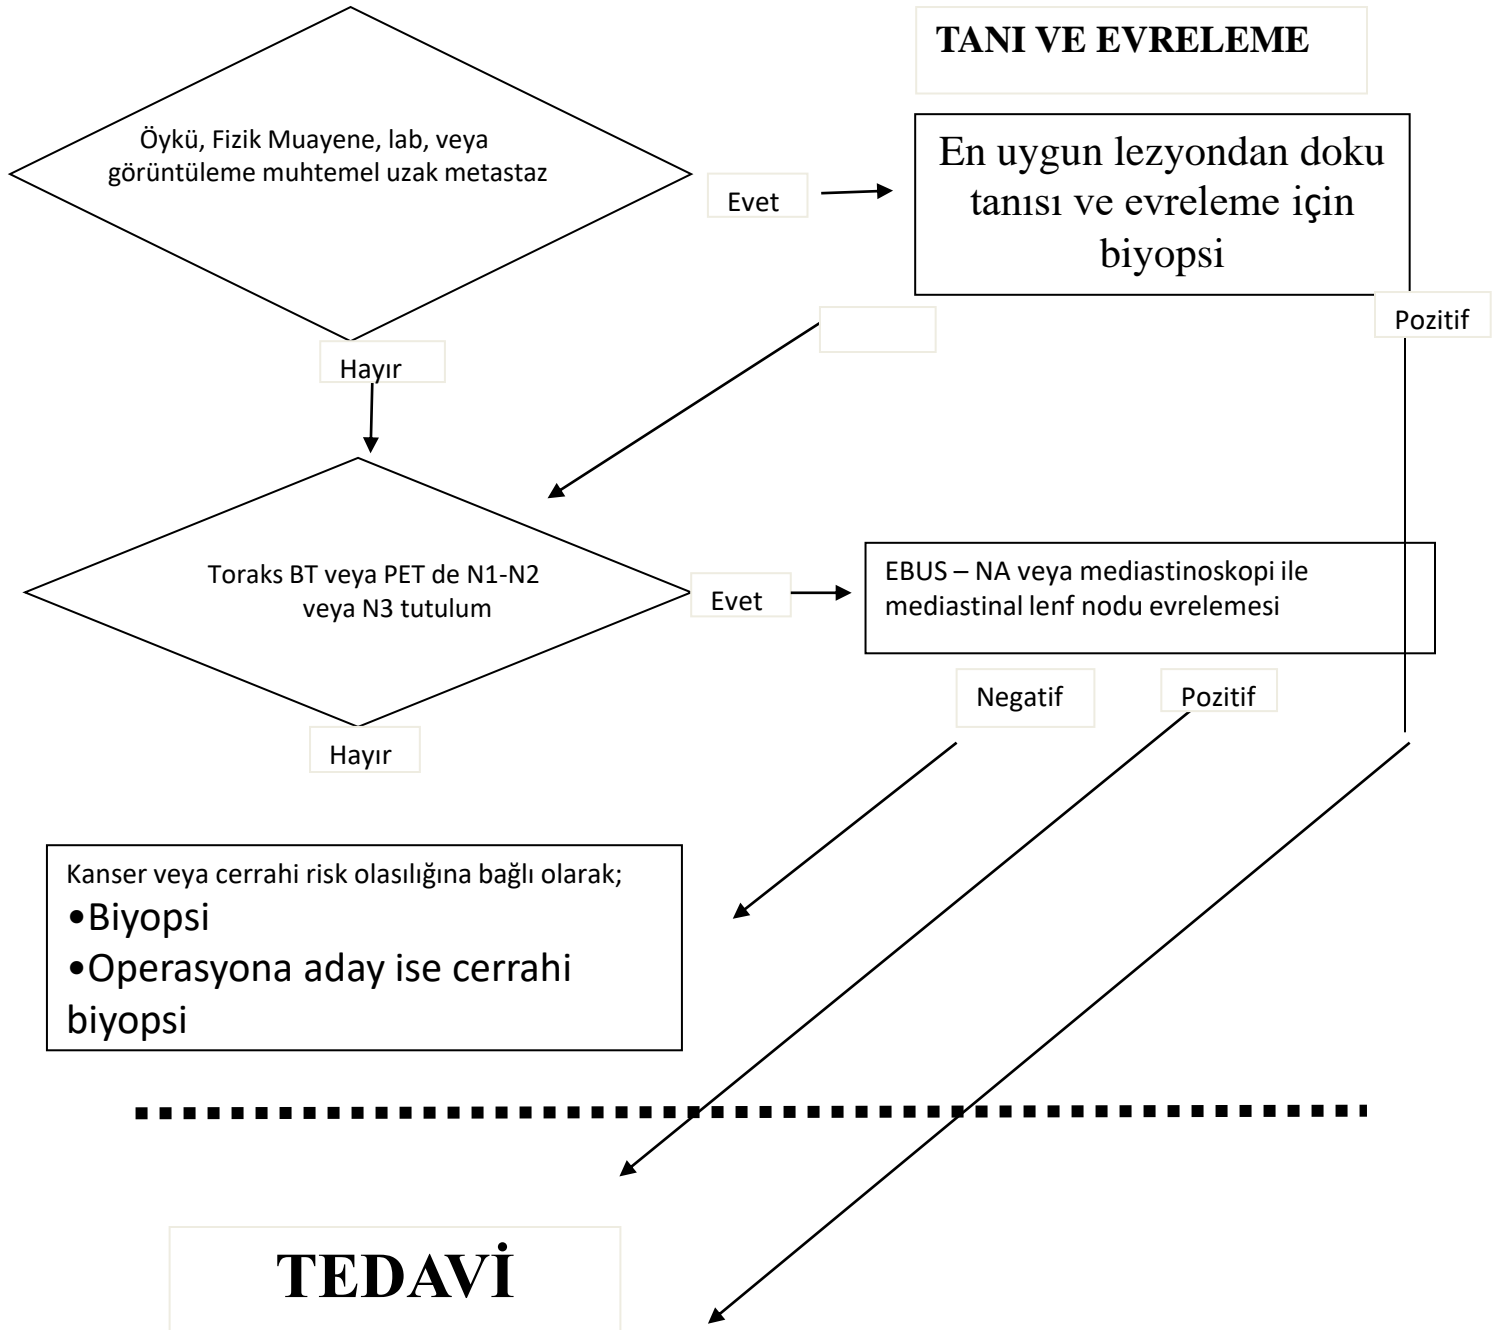 TANI VE EVRELEME
Öykü, Fizik Muayene, lab, veya
görüntüleme muhtemel uzak metastaz
Evet
En uygun lezyondan doku
tanısı ve evreleme için
biyopsi
Pozitif
Hayır
Toraks BT veya PET de N1-N2
veya N3 tutulum
Evet
EBUS – NA veya mediastinoskopi ile
mediastinal lenf nodu evrelemesi
Negatif
Pozitif
Hayır
Kanser veya cerrahi risk olasılığına bağlı olarak;
•Biyopsi
•Operasyona aday ise cerrahi
biyopsi
TEDAVİ